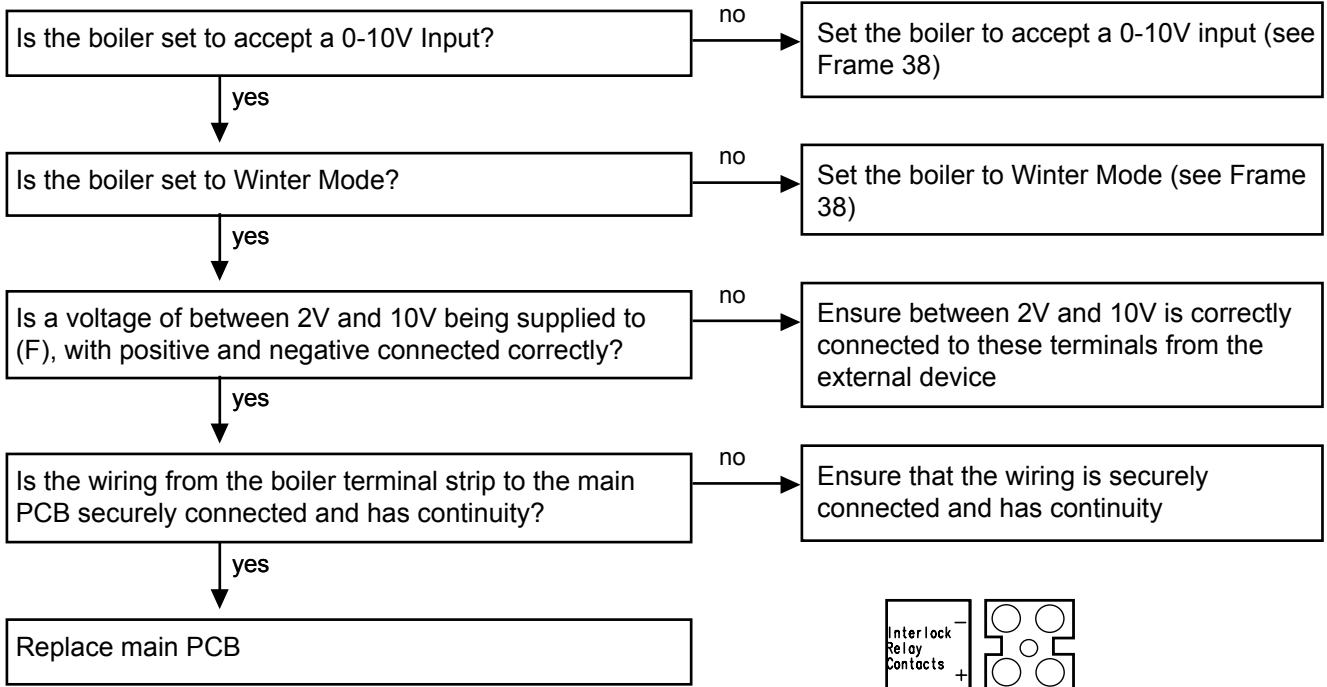 Is the boiler set to accept a 0-10V Input?
no
Set the boiler to accept a 0-10V input (see
Frame 38)
yes
Is the boiler set to Winter Mode?
no
Set the boiler to Winter Mode (see Frame
38)
yes
Is a voltage of between 2V and 10V being supplied to
(F), with positive and negative connected correctly?
no
Ensure between 2V and 10V is correctly
connected to these terminals from the
external device
yes
Is the wiring from the boiler terminal strip to the main
PCB securely connected and has continuity?
no
Ensure that the wiring is securely
connected and has continuity
yes
Replace main PCB
Interlock -
Relay
Contacts +